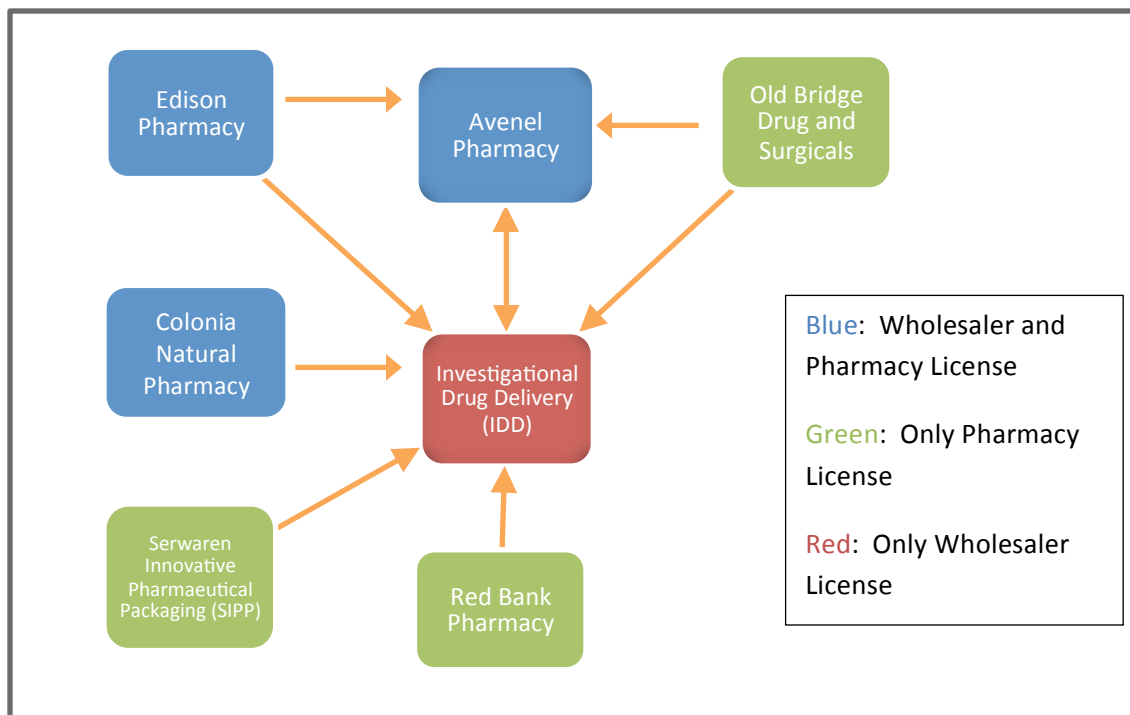 Edison
Pharmacy
Avenel
Pharmacy
Old Bridge
Drug and
Surgicals
Colonia
Natural
Pharmacy
Investigational
Drug Delivery
(IDD)
Serwaren
Innovative
Pharmaeutical
Packaging (SIPP)
Red Bank
Pharmacy
Blue: Wholesaler and
Pharmacy License
Green: Only Pharmacy
License
Red: Only Wholesaler
License